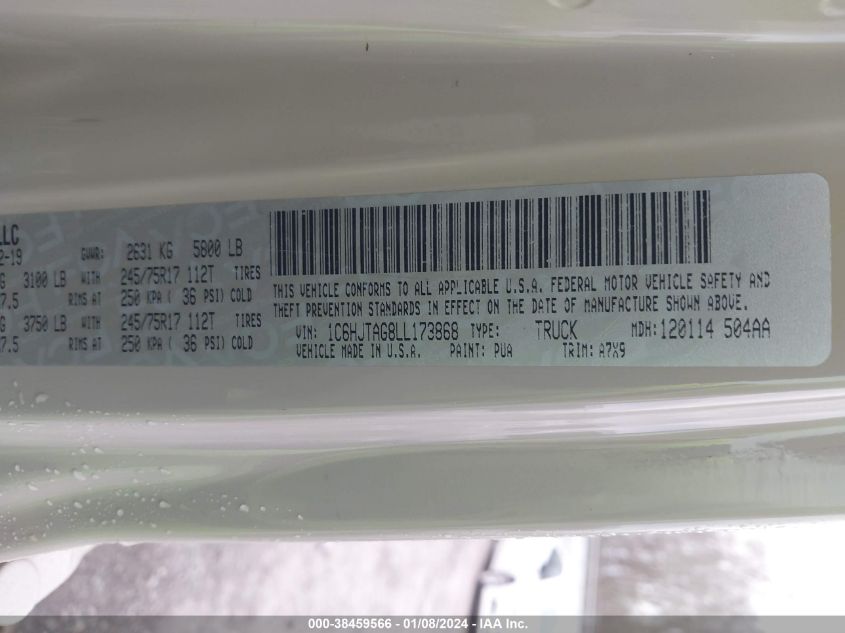 LLC
2-19 GVWR: 2631 KG 5800 LB
G 3100 LB WITH 245/75R17 112T TIRES
7.5 RIMS AT 250 KPA ( 36 PSI) COLD
G 3750 LB WITH 245/75R17 112T TIRES
7.5 RIMS AT 250 KPA ( 36 PSI) COLD
THIS VEHICLE CONFORMS TO ALL APPLICABLE U.S.A. FEDERAL MOTOR VEHICLE SAFETY AND
THEFT PREVENTION STANDARDS IN EFFECT ON THE DATE OF MANUFACTURE SHOWN ABOVE.
VIN: 1C6HJTAG8LL173868 TYPE: TRUCK MDH: 120114 504AA
VEHICLE MADE IN U.S.A. PAINT: PUA TRIM: A7X9
000-38459566 - 01/08/2024 - IAA Inc.